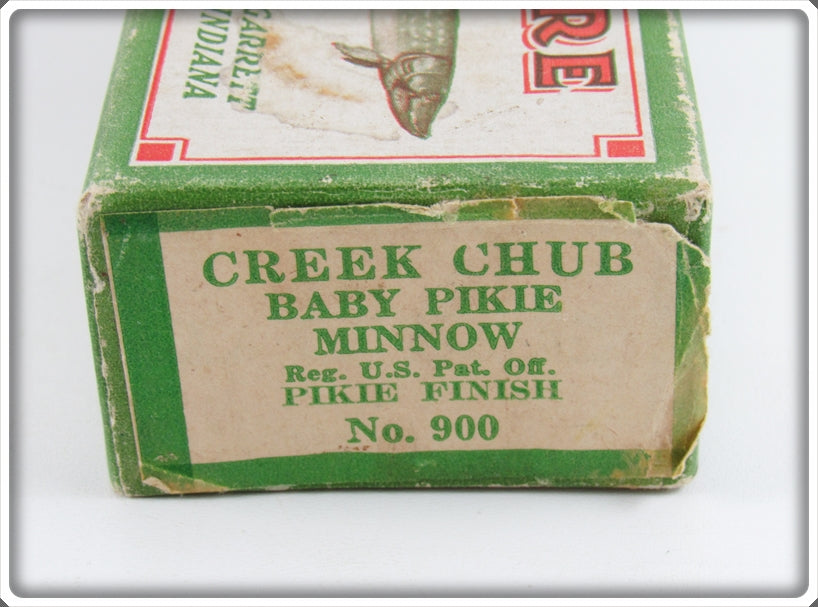 RE
GARRETT
INDIANA
CREEK CHUB
BABY PIKIE
MINNOW
Reg. U.S. Pat. Off.
PIKIE FINISH
No. 900